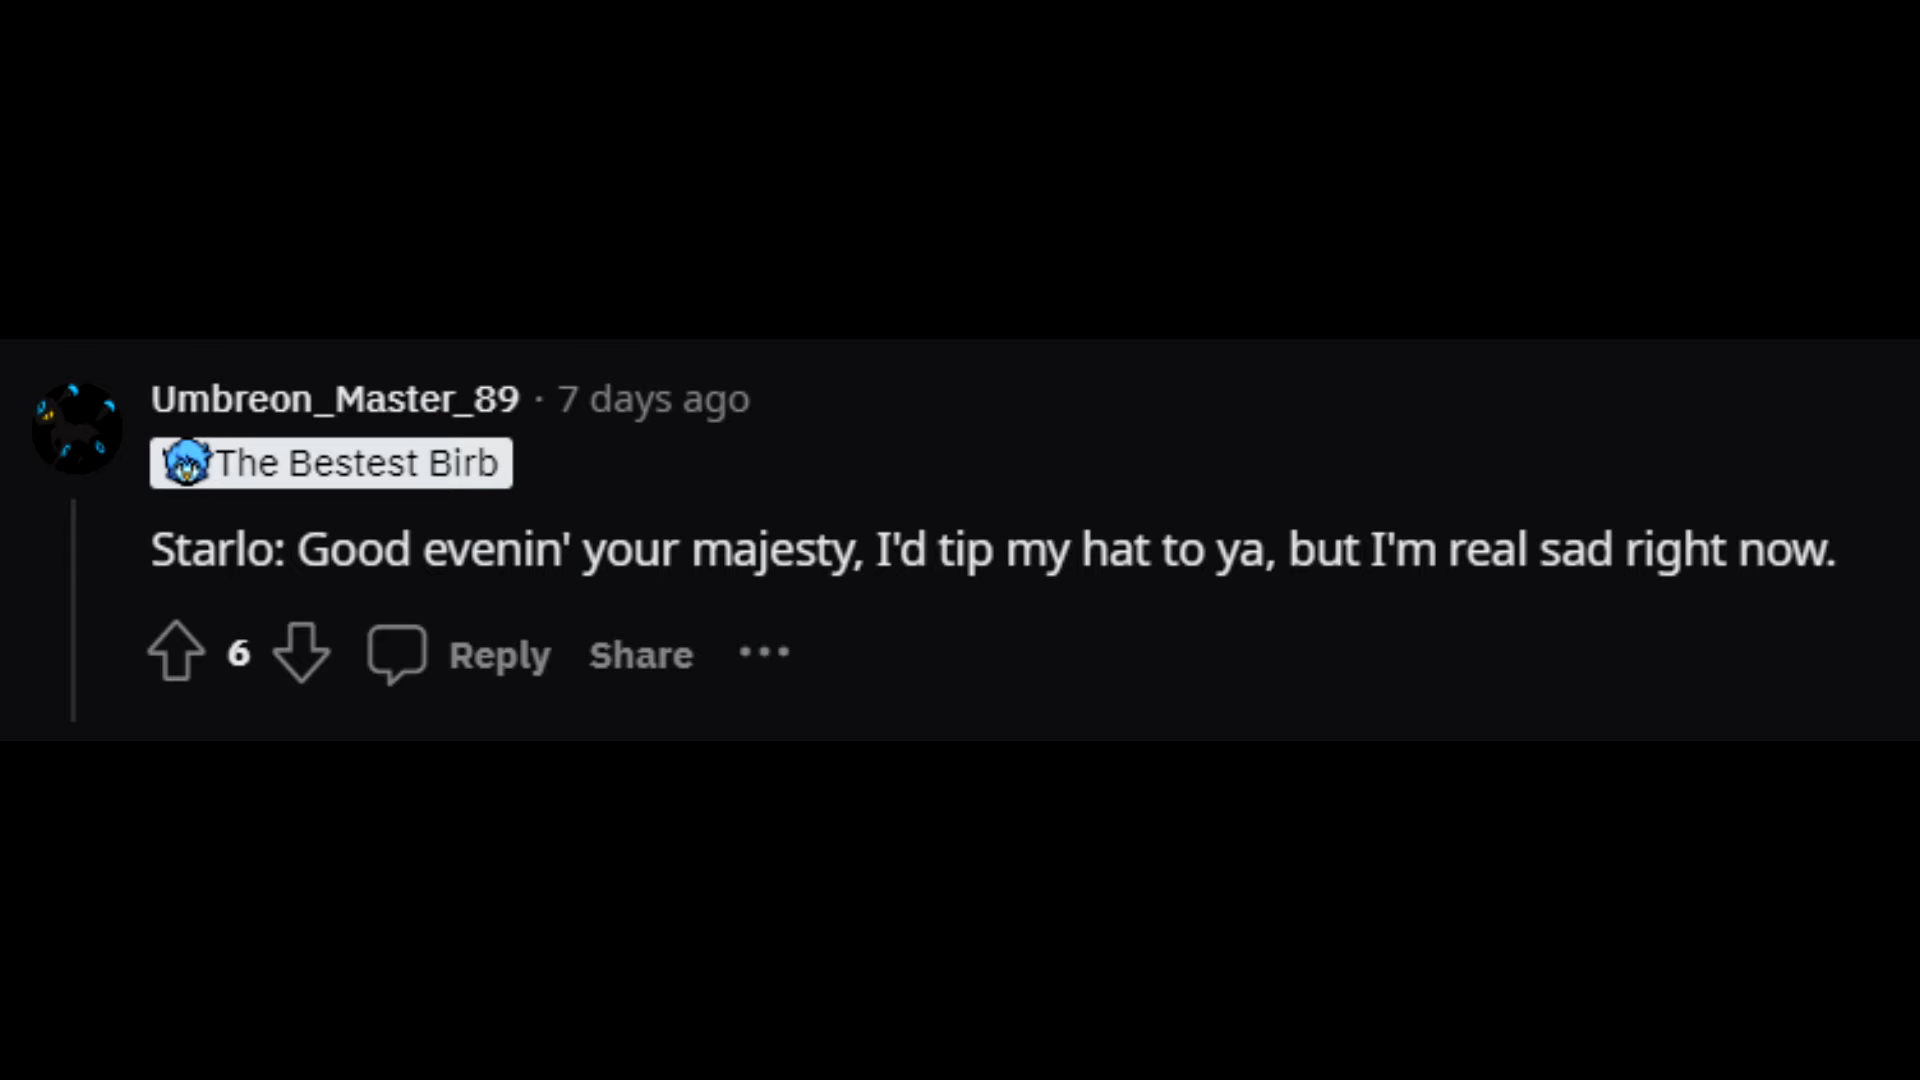 Umbreon_Master_89 · 7 days ago
The Bestest Birb
Starlo: Good evenin' your majesty, I'd tip my hat to ya, but I'm real sad right now.
6 Reply Share ···